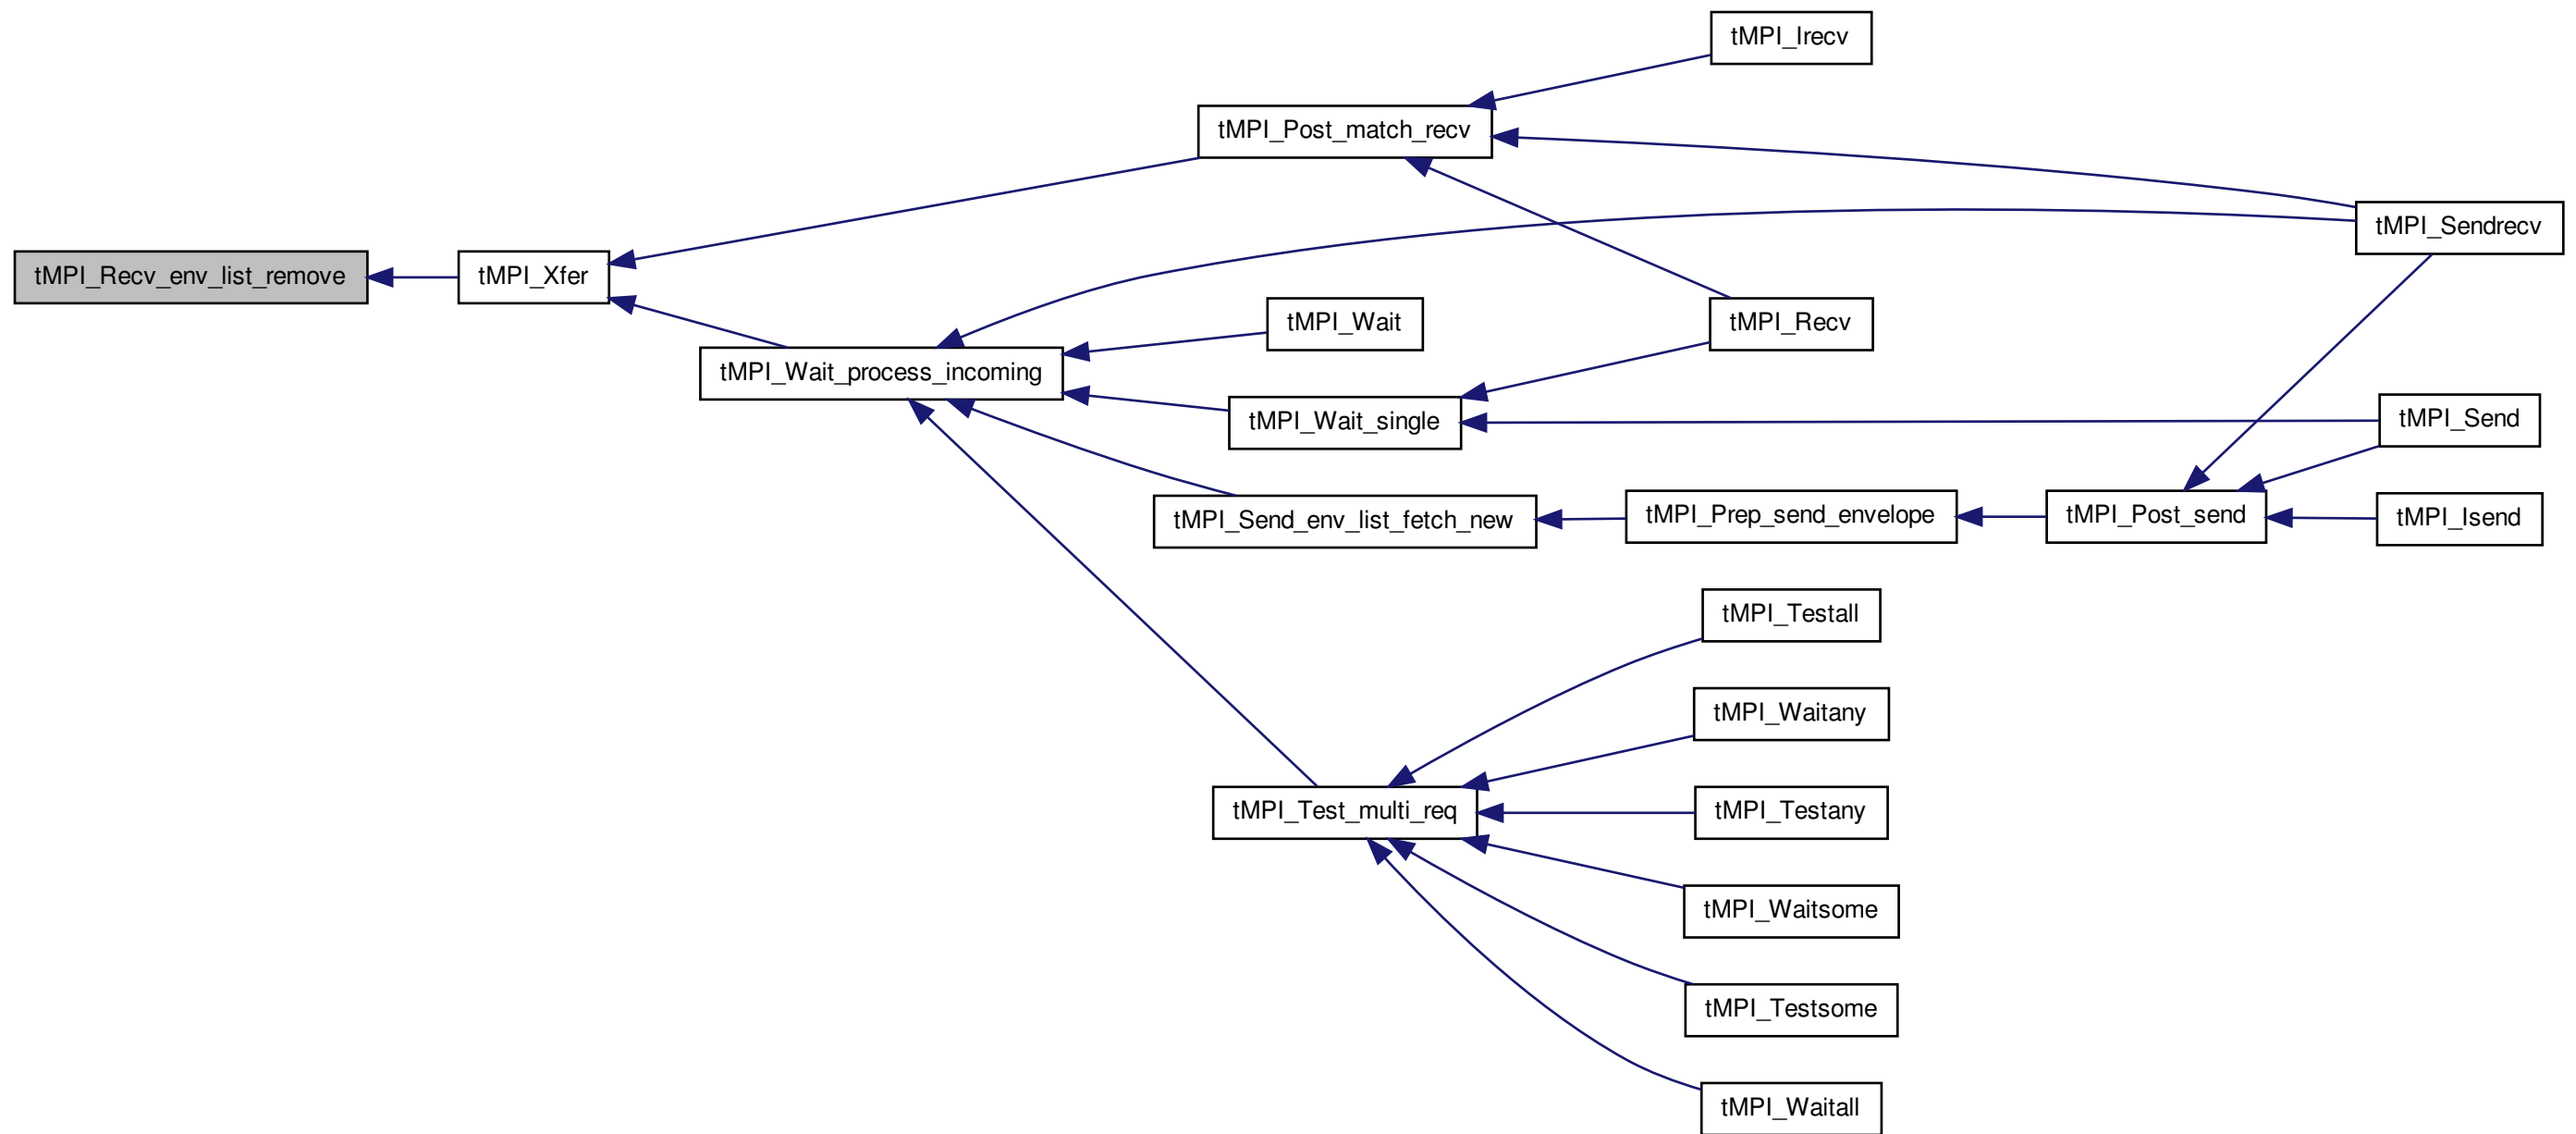 tMPI_Irecv
tMPI_Post_match_recv
tMPI_Sendrecv
tMPI_Recv_env_list_remove
tMPI_Xfer
tMPI_Wait
tMPI_Recv
tMPI_Wait_process_incoming
tMPI_Wait_single
tMPI_Send
tMPI_Send_env_list_fetch_new
tMPI_Prep_send_envelope
tMPI_Post_send
tMPI_Isend
tMPI_Testall
tMPI_Waitany
tMPI_Test_multi_req
tMPI_Testany
tMPI_Waitsome
tMPI_Testsome
tMPI_Waitall